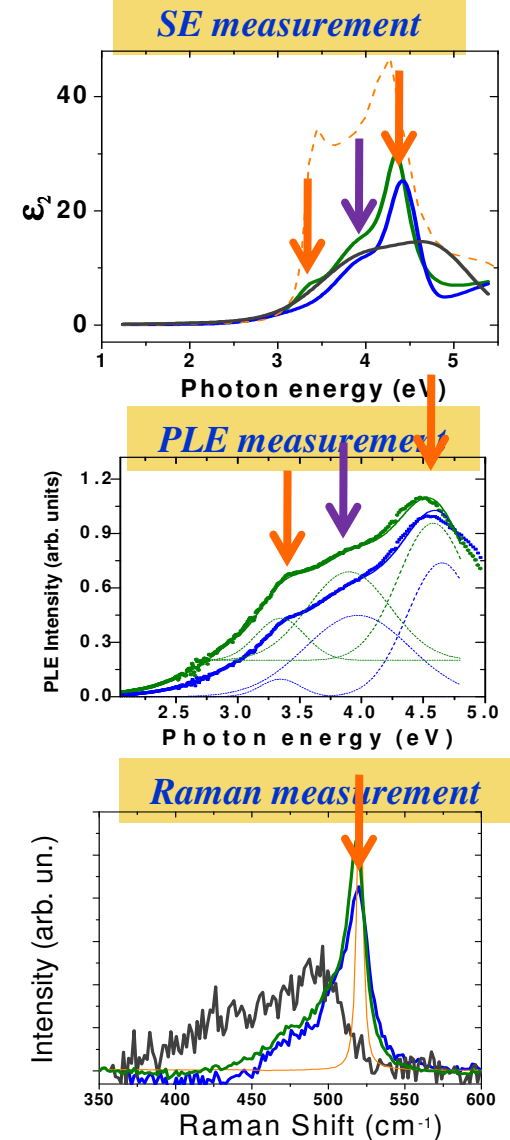 SE measurement
ε2
40
20
0
1 2 3 4 5
Photon energy (eV)
PLE measurement
PLE Intensity (arb. units)
1.2
0.9
0.6
0.3
0.0
2.5 3.0 3.5 4.0 4.5 5.0
Photon energy (eV)
Raman measurement
Intensity (arb. un.)
350 400 450 500 550 600
Raman Shift (cm-1)